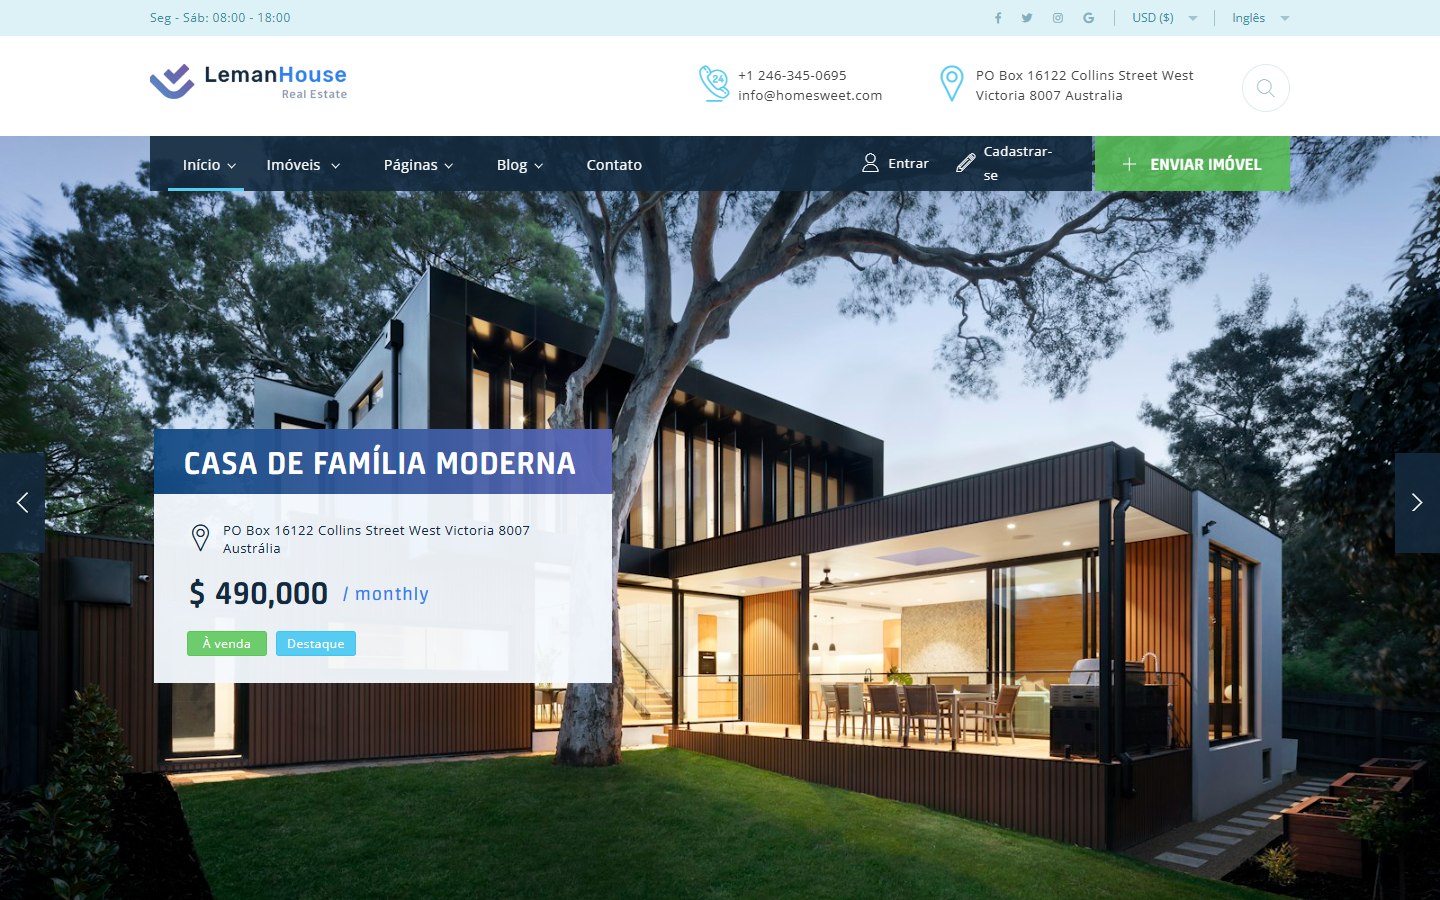 Seg - Sáb: 08:00 - 18:00
USD ($)
Inglês
LemanHouse
Real Estate
24
+1 246-345-0695
info@homesweet.com
PO Box 16122 Collins Street West
Victoria 8007 Australia
Início
Imóveis
Páginas
Blog
Contato
Entrar
Cadastrar-
se
ENVIAR IMÓVEL
CASA DE FAMÍLIA MODERNA
PO Box 16122 Collins Street West Victoria 8007
Austrália
$ 490,000 / monthly
À venda
Destaque